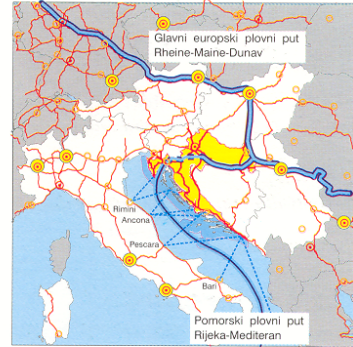 Glavni europski plovni put
Rheine-Maine-Dunav
Rimini
Ancona
Pescara
Bari
Pomorski plovni put
Rijeka-Mediteran